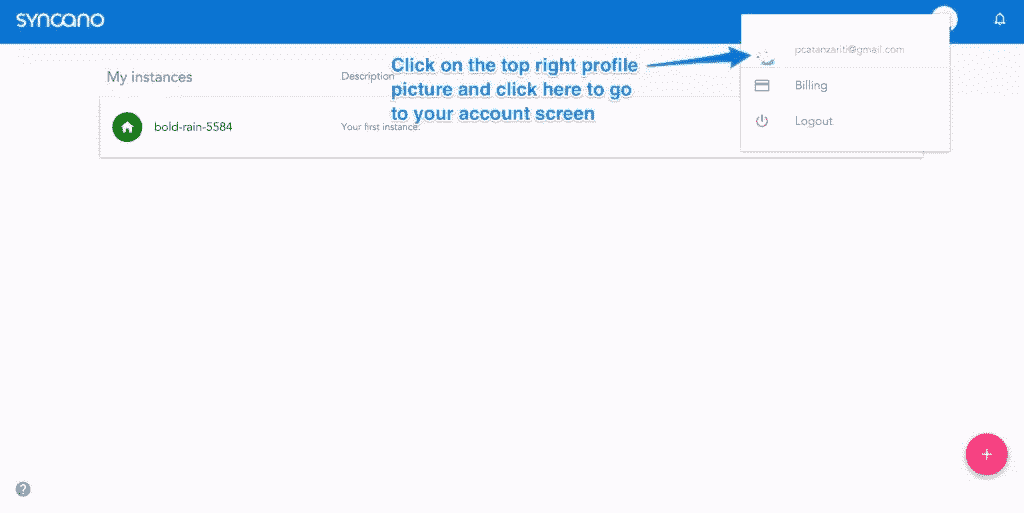 syncano
pcatanzariti@gmail.com
My instances
Description
Click on the top right profile
picture and click here to go
to your account screen
Billing
Logout
bold-rain-5584
Your first instance.
+
?